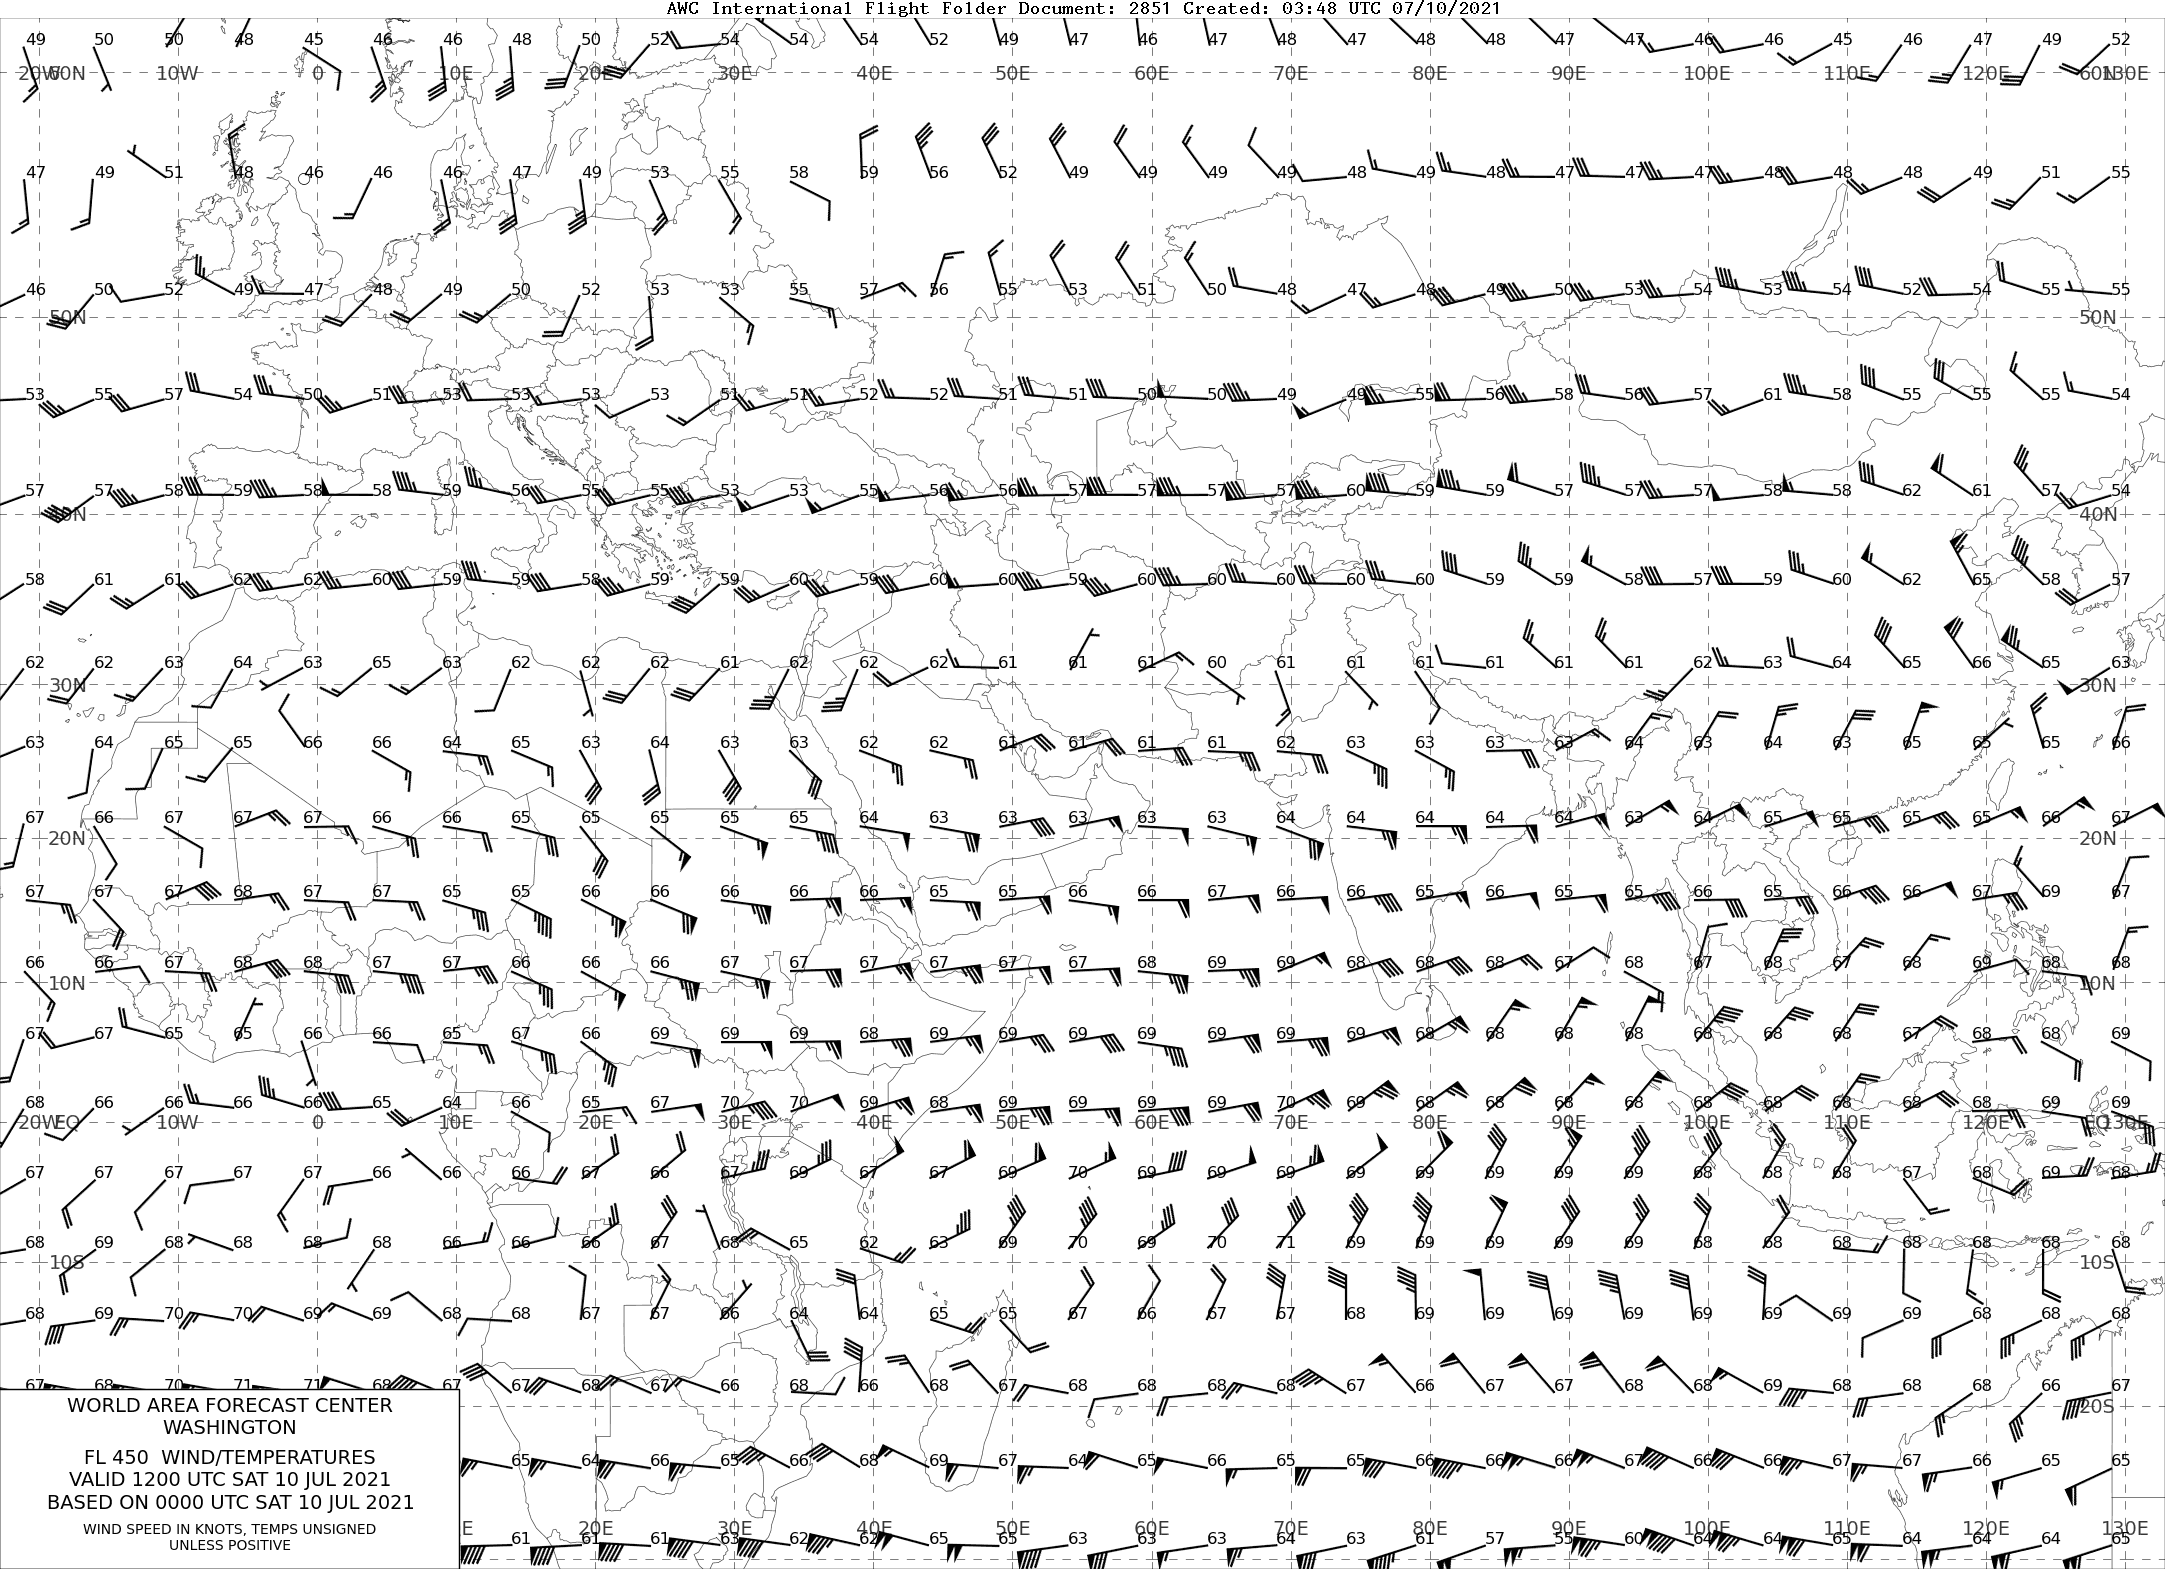 AWC International Flight Folder Document: 2851 Created: 03:48 UTC 07/10/2021
49 50 50 48 45 46 46 48 50 52 54 54 54 52 49 47 46 47 48 47 48 48 47 47 46 46 45 46 47 49 52
20W 60N 10W 0 10E 20E 30E 40E 50E 60E 70E 80E 90E 100E 110E 120E 60N 130E
47 49 51 48 46 46 46 47 49 53 55 58 59 56 52 49 49 49 49 48 49 48 47 47 47 48 48 48 49 51 55
46 50 52 49 47 48 49 50 52 53 53 55 57 56 55 53 51 50 48 47 48 49 50 53 54 53 54 52 54 55 55
50N 50N
53 55 57 54 50 51 53 53 53 53 51 51 52 52 51 51 50 50 49 49 55 56 58 56 57 61 58 55 55 55 54
57 57 58 59 58 58 59 56 55 55 53 53 55 56 56 57 57 57 57 60 59 59 57 57 57 58 58 62 61 57 54
40N 40N
58 61 61 62 62 60 59 59 58 59 59 60 59 60 60 59 60 60 60 60 60 59 59 58 57 59 60 62 65 58 57
62 62 63 64 63 65 63 62 62 62 61 62 62 62 61 61 61 60 61 61 61 61 61 61 62 63 64 65 66 65 63
30N 30N
63 64 65 65 66 66 64 65 63 64 63 63 62 62 61 61 61 61 62 63 63 63 63 64 63 64 63 65 65 65 66
67 66 67 67 67 66 66 65 65 65 65 65 64 63 63 63 63 63 64 64 64 64 64 63 64 65 65 65 65 66 67
20N 20N
67 67 67 68 67 67 65 65 66 66 66 66 66 65 65 66 66 67 66 66 65 66 65 65 66 65 66 66 67 69 67
66 66 67 68 68 67 67 66 66 66 67 67 67 67 67 67 68 69 69 68 68 68 67 68 67 68 67 68 69 68 68
10N 10N
67 67 65 65 66 66 65 67 66 69 69 69 68 69 69 69 69 69 69 69 68 68 68 68 68 68 68 67 68 68 69
68 66 66 66 66 65 64 66 65 67 70 70 69 68 69 69 69 69 70 69 68 68 68 68 68 68 68 68 68 69 69
20W EQ 10W 0 10E 20E 30E 40E 50E 60E 70E 80E 90E 100E 110E 120E EQ 130E
67 67 67 67 67 66 66 66 67 66 67 69 67 67 69 70 69 69 69 69 69 69 69 69 68 68 68 67 68 69 68
68 69 68 68 68 68 66 66 66 67 68 65 62 63 69 70 69 70 71 69 69 69 69 69 68 68 68 68 68 68 68
10S 10S
68 69 70 70 69 69 68 68 67 67 66 64 64 65 65 67 66 67 67 68 69 69 69 69 69 69 69 69 68 68 68
67 68 70 71 71 68 67 67 68 67 66 68 66 68 67 68 68 68 68 67 66 67 67 68 68 69 68 68 68 66 67
20S
WORLD AREA FORECAST CENTER
WASHINGTON
FL 450 WIND/TEMPERATURES
VALID 1200 UTC SAT 10 JUL 2021
BASED ON 0000 UTC SAT 10 JUL 2021
WIND SPEED IN KNOTS, TEMPS UNSIGNED
UNLESS POSITIVE
65 64 66 65 66 68 69 67 64 65 66 65 65 66 66 66 67 66 66 67 67 66 65 65
E 20E 30E 40E 50E 60E 70E 80E 90E 100E 110E 120E 130E
61 61 61 63 62 62 65 65 63 63 63 64 63 61 57 55 60 64 64 64 64 64 64 65